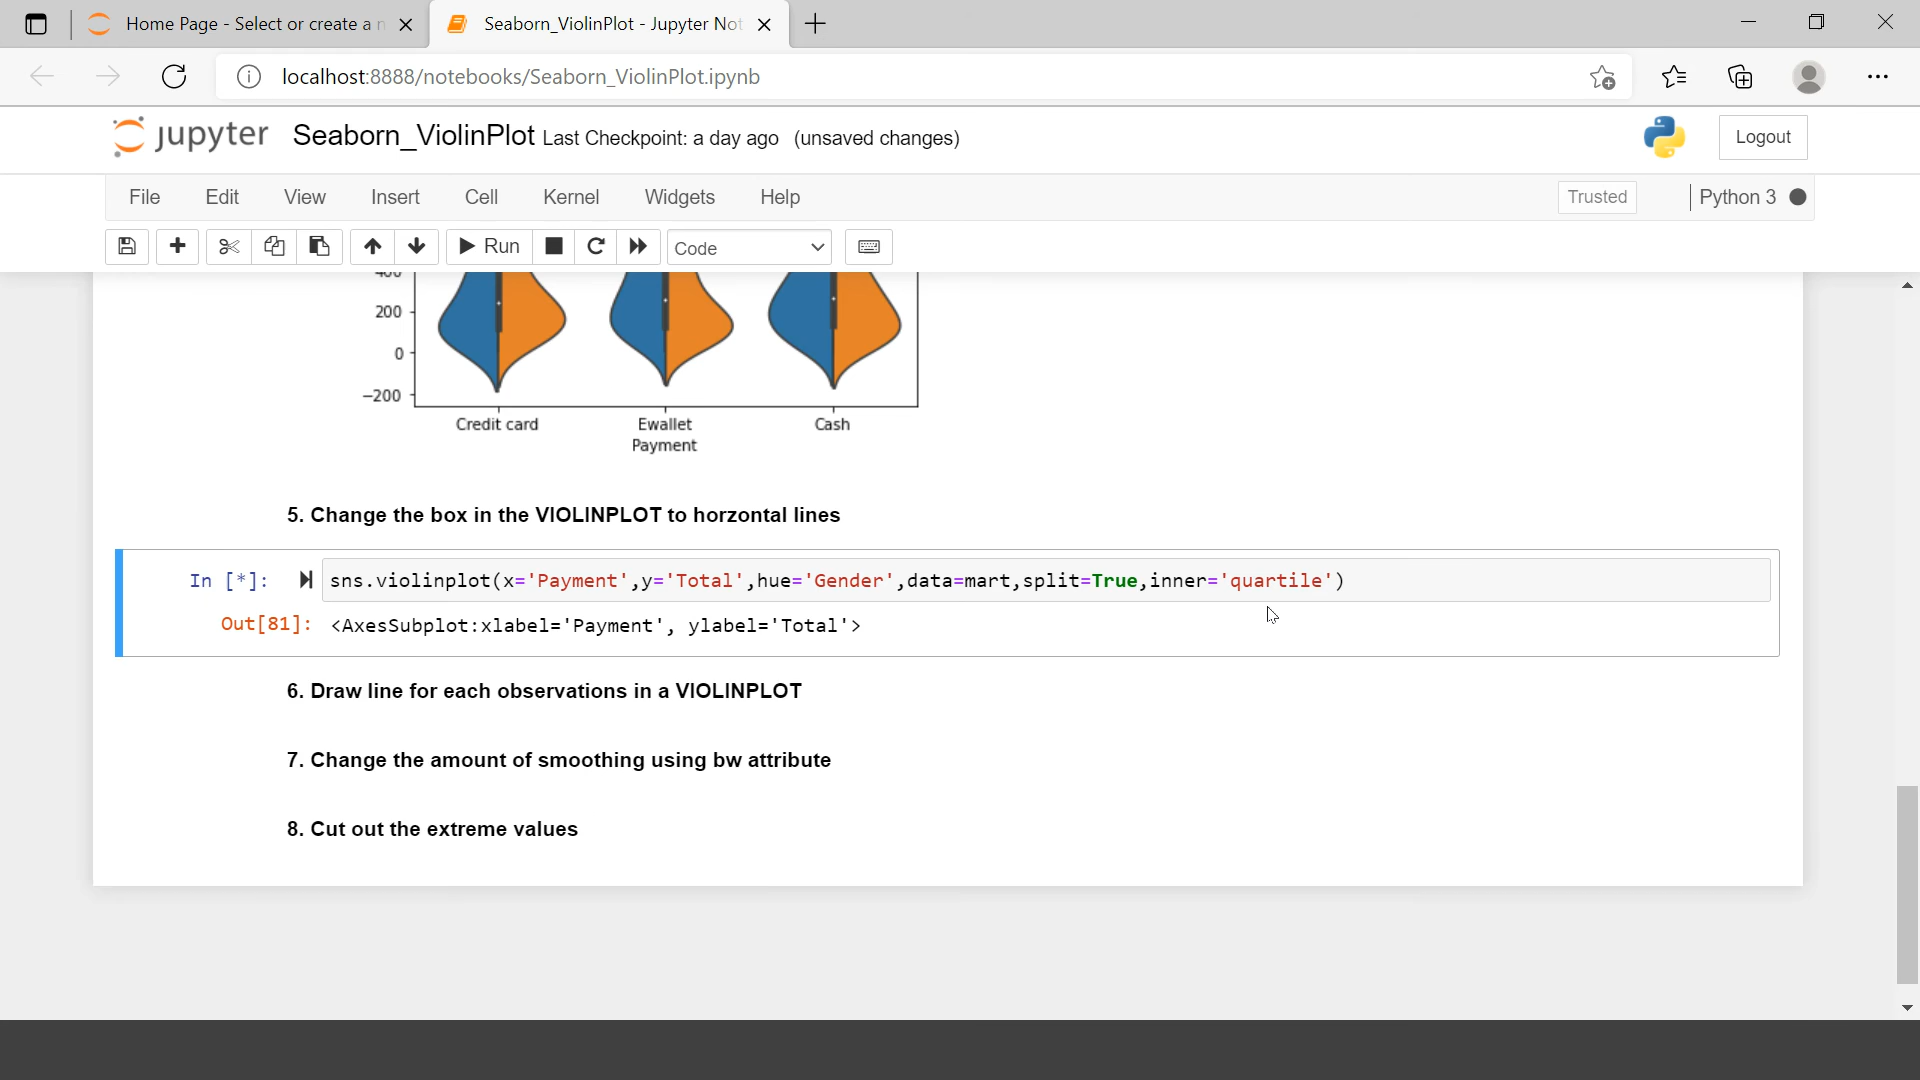 Home Page - Select or create a n
Seaborn_ViolinPlot - Jupyter Not
localhost:8888/notebooks/Seaborn_ViolinPlot.ipynb
jupyter Seaborn_ViolinPlot Last Checkpoint: a day ago (unsaved changes)
Logout
File Edit View Insert Cell Kernel Widgets Help
Trusted
Python 3
Run
Code
400
200
0
−200
Credit card Ewallet Cash
Payment
5. Change the box in the VIOLINPLOT to horzontal lines
In [*]: sns.violinplot(x='Payment',y='Total',hue='Gender',data=mart,split=True,inner='quartile')
Out[81]: <AxesSubplot:xlabel='Payment', ylabel='Total'>
6. Draw line for each observations in a VIOLINPLOT
7. Change the amount of smoothing using bw attribute
8. Cut out the extreme values